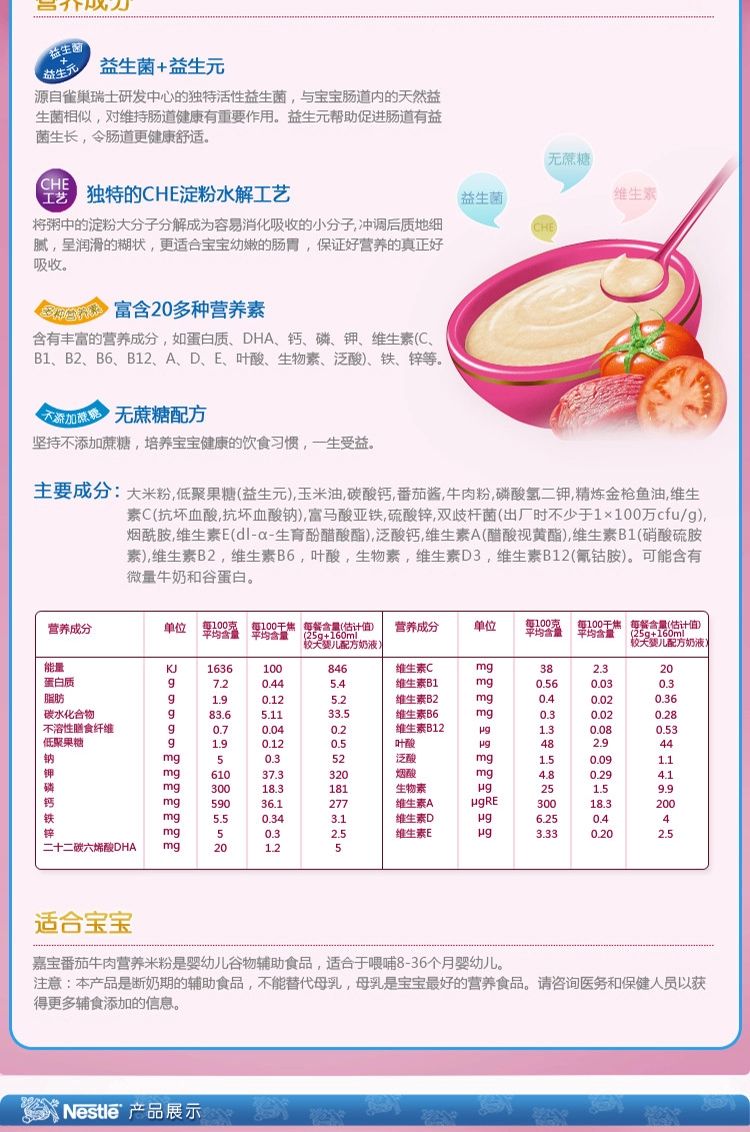 营养成分
益生菌
+
益生元
益生菌+益生元
源自雀巢瑞士研发中心的独特活性益生菌，与宝宝肠道内的天然益
生菌相似，对维持肠道健康有重要作用。益生元帮助促进肠道有益
菌生长，令肠道更健康舒适。
CHE
工艺
独特的CHE淀粉水解工艺
将粥中的淀粉大分子分解成为容易消化吸收的小分子,冲调后质地细
腻，呈润滑的糊状，更适合宝宝幼嫩的肠胃，保证好营养的真正好
吸收。
无蔗糖
益生菌
维生素
CHE
多种营养素
富含20多种营养素
含有丰富的营养成分，如蛋白质、DHA、钙、磷、钾、维生素(C、
B1、B2、B6、B12、A、D、E、叶酸、生物素、泛酸)、铁、锌等。
不添加蔗糖
无蔗糖配方
坚持不添加蔗糖，培养宝宝健康的饮食习惯，一生受益。
主要成分：大米粉,低聚果糖(益生元),玉米油,碳酸钙,番茄酱,牛肉粉,磷酸氢二钾,精炼金枪鱼油,维生
素C(抗坏血酸,抗坏血酸钠),富马酸亚铁,硫酸锌,双歧杆菌(出厂时不少于1×100万cfu/g),
烟酰胺,维生素E(dl-α-生育酚醋酸酯),泛酸钙,维生素A(醋酸视黄酯),维生素B1(硝酸硫胺
素),维生素B2，维生素B6，叶酸，生物素，维生素D3，维生素B12(氰钴胺)。可能含有
微量牛奶和谷蛋白。
营养成分 单位 每100克平均含量 每100千焦平均含量 每餐含量(估计值)(25g+160ml较大婴儿配方奶液) 营养成分 单位 每100克平均含量 每100千焦平均含量 每餐含量(估计值)(25g+160ml较大婴儿配方奶液)
能量 KJ 1636 100 846 维生素C mg 38 2.3 20
蛋白质 g 7.2 0.44 5.4 维生素B1 mg 0.56 0.03 0.3
脂肪 g 1.9 0.12 5.2 维生素B2 mg 0.4 0.02 0.36
碳水化合物 g 83.6 5.11 33.5 维生素B6 mg 0.3 0.02 0.28
不溶性膳食纤维 g 0.7 0.04 0.2 维生素B12 μg 1.3 0.08 0.53
低聚果糖 g 1.9 0.12 0.5 叶酸 μg 48 2.9 44
钠 mg 5 0.3 52 泛酸 mg 1.5 0.09 1.1
钾 mg 610 37.3 320 烟酸 mg 4.8 0.29 4.1
磷 mg 300 18.3 181 生物素 μg 25 1.5 9.9
钙 mg 590 36.1 277 维生素A μgRE 300 18.3 200
铁 mg 5.5 0.34 3.1 维生素D μg 6.25 0.4 4
锌 mg 5 0.3 2.5 维生素E μg 3.33 0.20 2.5
二十二碳六烯酸DHA mg 20 1.2 5
适合宝宝
嘉宝番茄牛肉营养米粉是婴幼儿谷物辅助食品，适合于喂哺8-36个月婴幼儿。
注意：本产品是断奶期的辅助食品，不能替代母乳，母乳是宝宝最好的营养食品。请咨询医务和保健人员以获
得更多辅食添加的信息。
Nestlé 产品展示